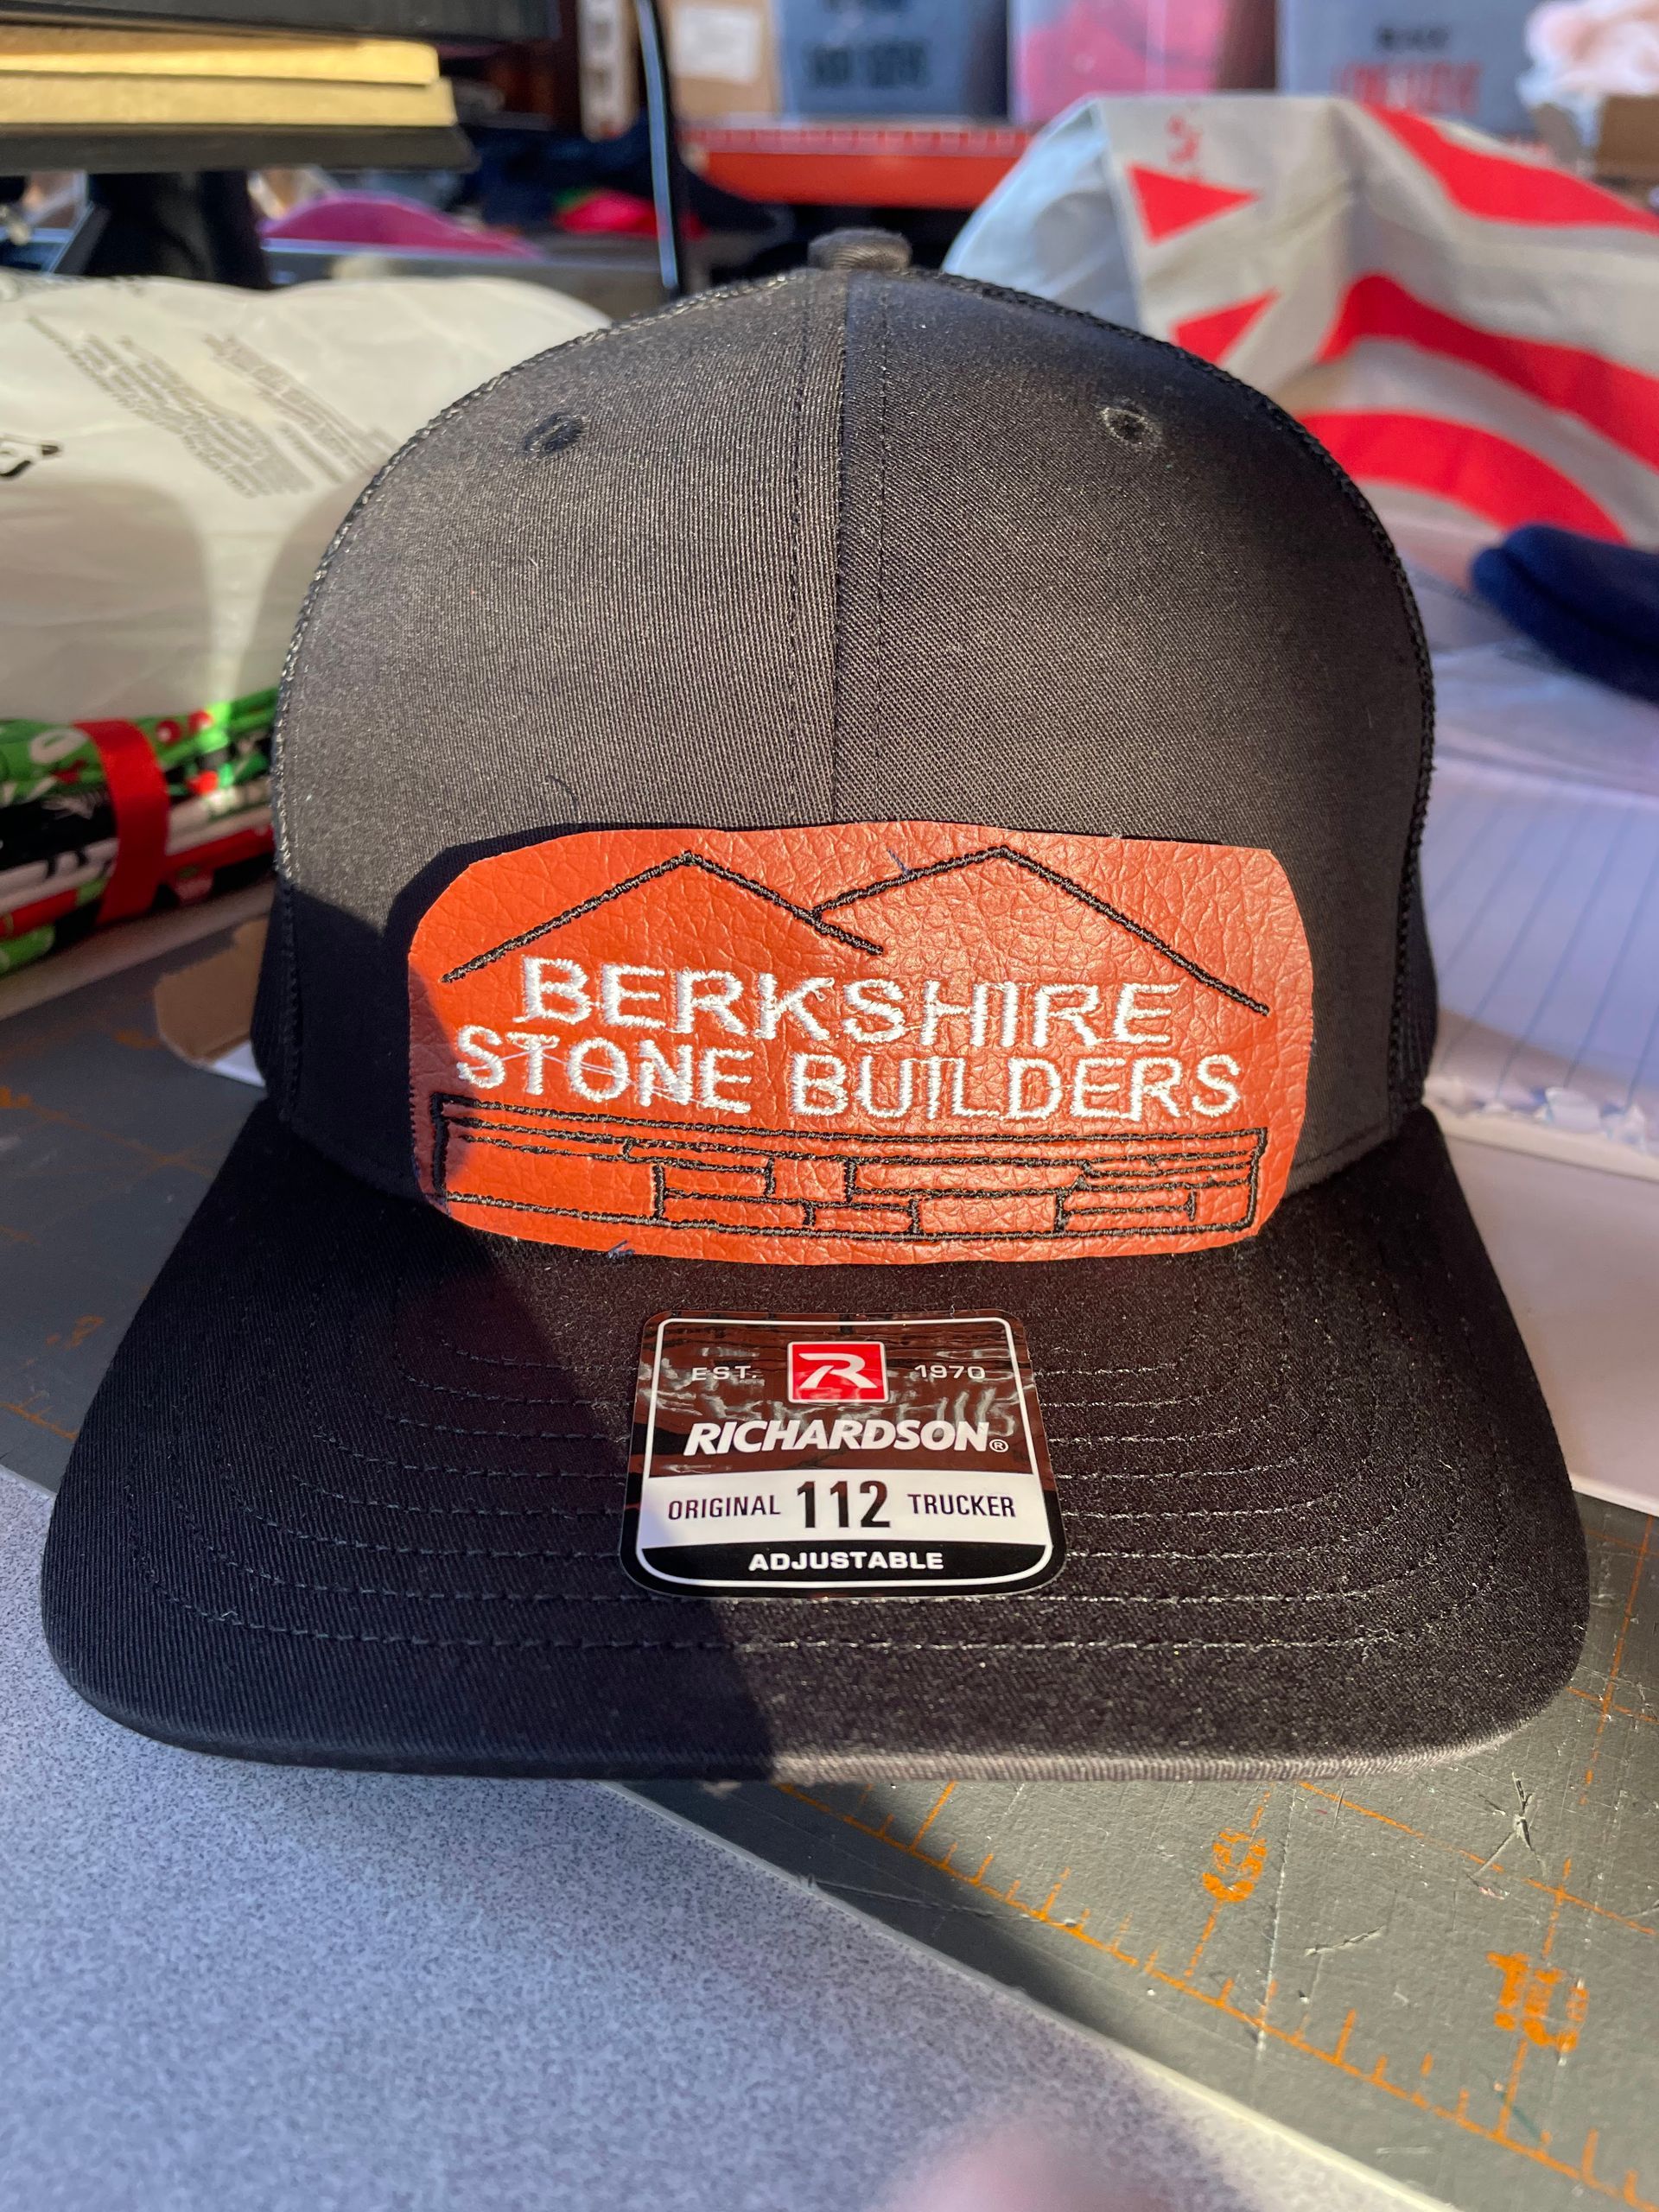 BERKSHIRE
STONE BUILDERS
EST. R 1970
RICHARDSON®
ORIGINAL 112 TRUCKER
ADJUSTABLE